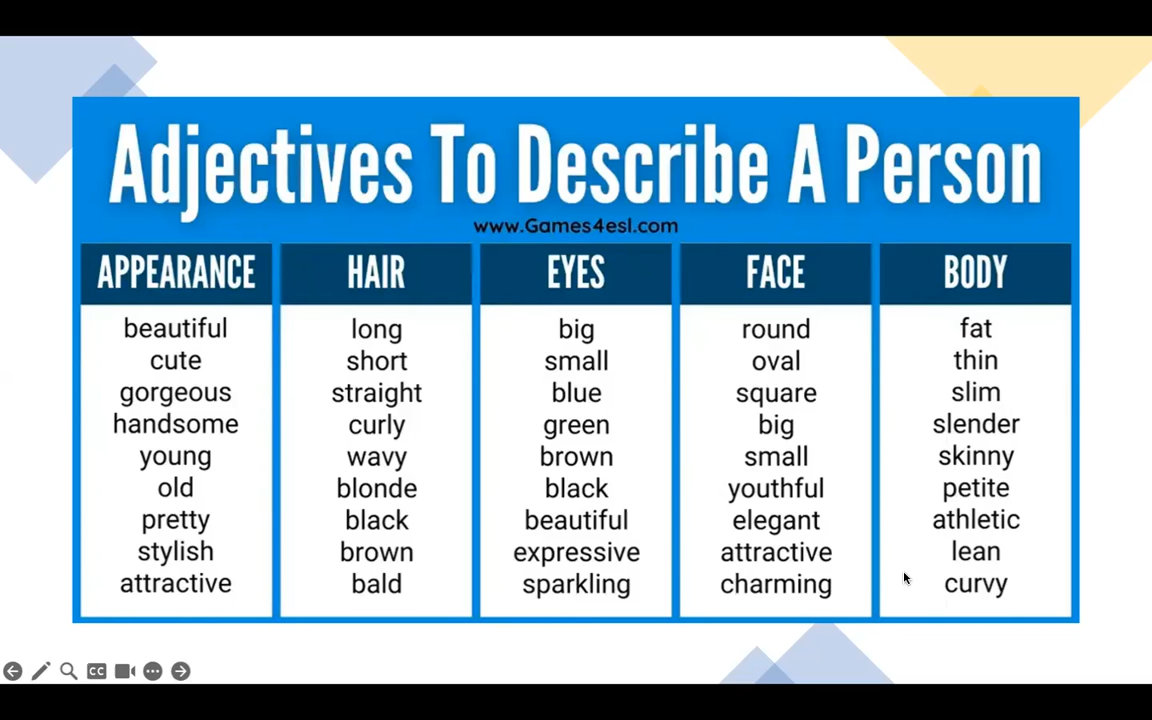 Adjectives To Describe A Person
www.Games4esl.com
APPEARANCE HAIR EYES FACE BODY
beautiful long big round fat
cute short small oval thin
gorgeous straight blue square slim
handsome curly green big slender
young wavy brown small skinny
old blonde black youthful petite
pretty black beautiful elegant athletic
stylish brown expressive attractive lean
attractive bald sparkling charming curvy
CC